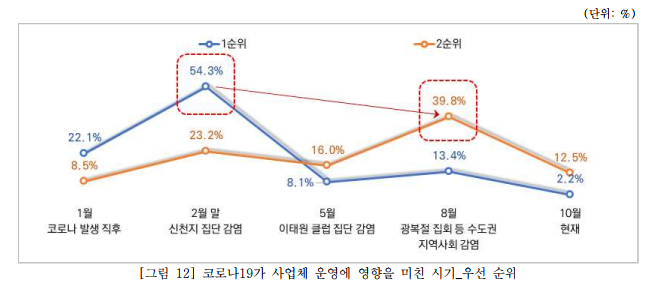 (단위: %)
1순위 2순위
54.3%
39.8%
22.1%
23.2%
8.5%
16.0%
8.1%
13.4%
12.5%
2.2%
1월 2월 말 5월 8월 10월
코로나 발생 직후 신천지 집단 감염 이태원 클럽 집단 감염 광복절 집회 등 수도권 현재
지역사회 감염
[그림 12] 코로나19가 사업체 운영에 영향을 미친 시기_우선 순위